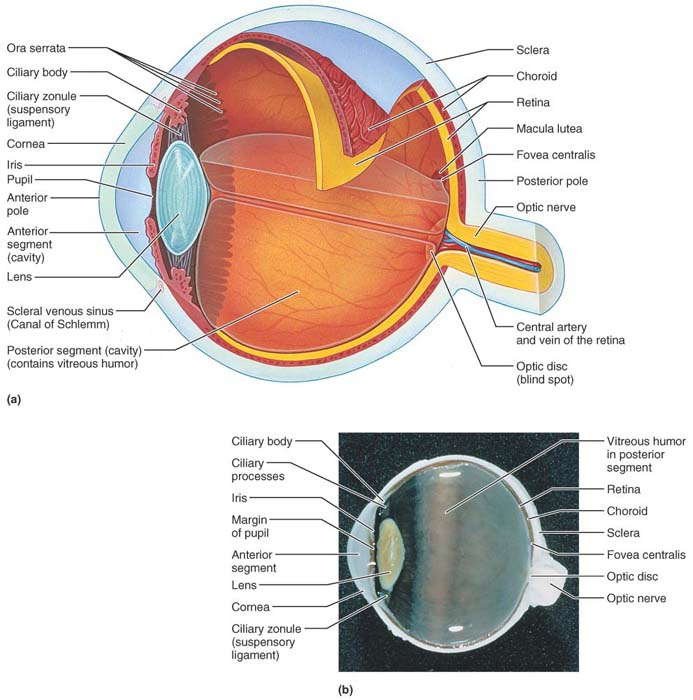 Ora serrata
Ciliary body
Ciliary zonule
(suspensory
ligament)
Cornea
Iris
Pupil
Anterior
pole
Anterior
segment
(cavity)
Lens
Scleral venous sinus
(Canal of Schlemm)
Posterior segment (cavity)
(contains vitreous humor)
Sclera
Choroid
Retina
Macula lutea
Fovea centralis
Posterior pole
Optic nerve
Central artery
and vein of the retina
Optic disc
(blind spot)
(a)
Ciliary body
Ciliary
processes
Iris
Margin
of pupil
Anterior
segment
Lens
Cornea
Ciliary zonule
(suspensory
ligament)
Vitreous humor
in posterior
segment
Retina
Choroid
Sclera
Fovea centralis
Optic disc
Optic nerve
(b)